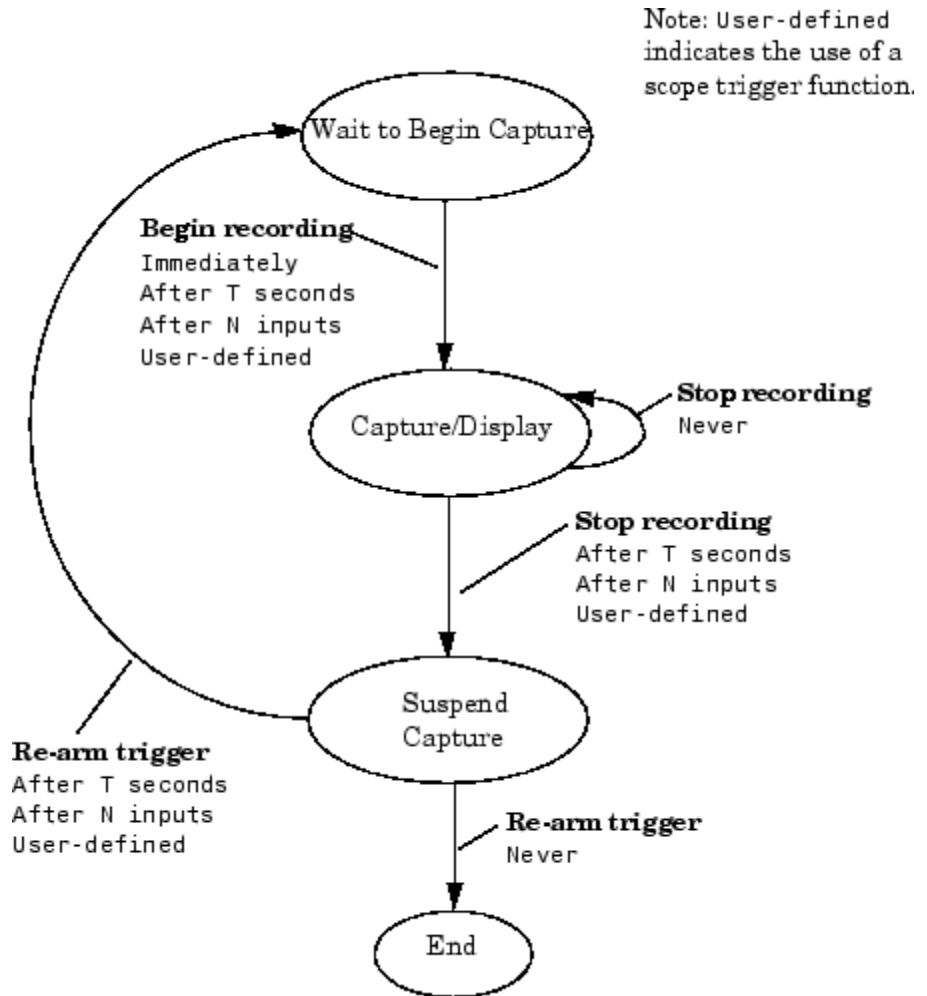 Note: User-defined
indicates the use of a
scope trigger function.
Wait to Begin Capture
Begin recording
Immediately
After T seconds
After N inputs
User-defined
Capture/Display
Stop recording
Never
Stop recording
After T seconds
After N inputs
User-defined
Suspend
Capture
Re-arm trigger
After T seconds
After N inputs
User-defined
Re-arm trigger
Never
End